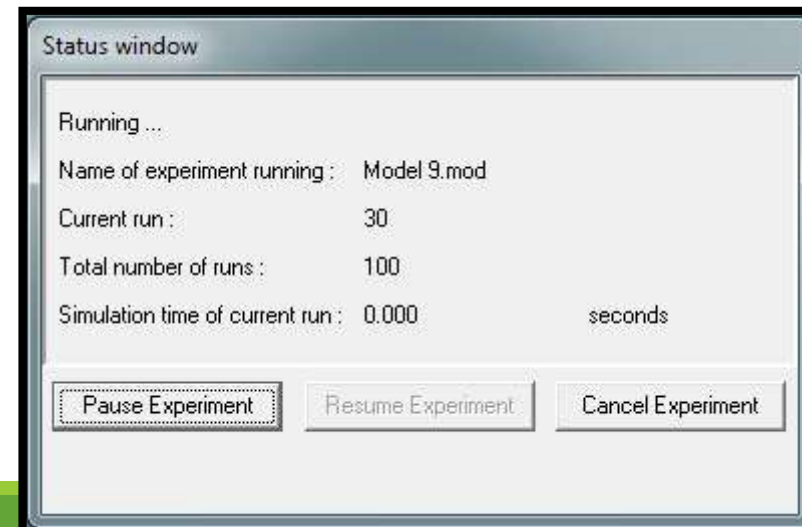 Status window
Running ...
Name of experiment running : Model 9.mod
Current run : 30
Total number of runs : 100
Simulation time of current run : 0.000 seconds
Pause Experiment Resume Experiment Cancel Experiment